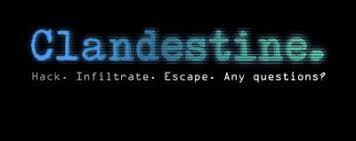 Clandestine.
Hack. Infiltrate. Escape. Any questions?